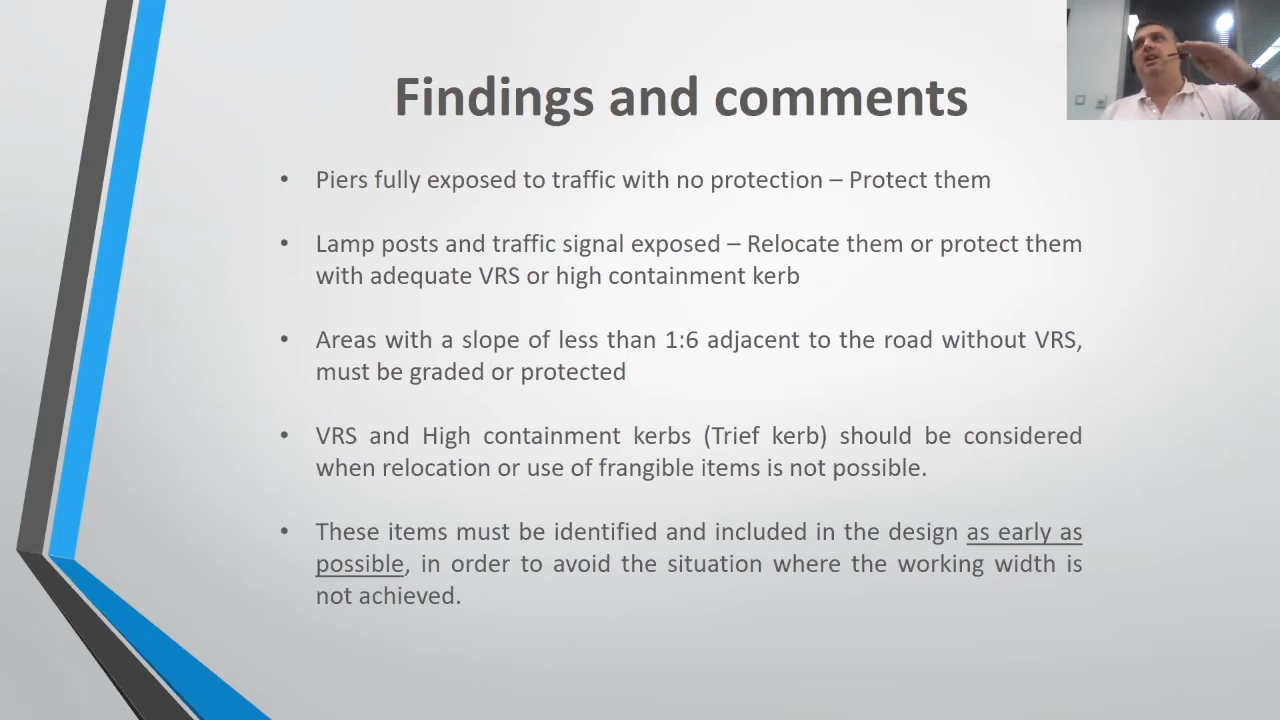 Findings and comments
• Piers fully exposed to traffic with no protection – Protect them
• Lamp posts and traffic signal exposed – Relocate them or protect them
with adequate VRS or high containment kerb
• Areas with a slope of less than 1:6 adjacent to the road without VRS,
must be graded or protected
• VRS and High containment kerbs (Trief kerb) should be considered
when relocation or use of frangible items is not possible.
• These items must be identified and included in the design as early as
possible, in order to avoid the situation where the working width is
not achieved.